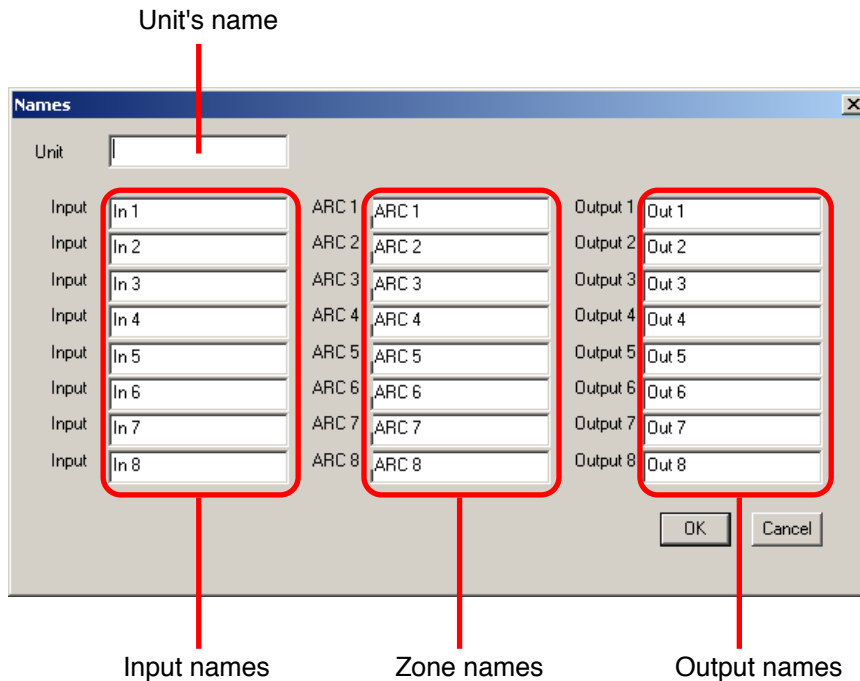 Unit's name
Names
Unit
Input In 1 ARC 1 ARC 1 Output 1 Out 1
Input In 2 ARC 2 ARC 2 Output 2 Out 2
Input In 3 ARC 3 ARC 3 Output 3 Out 3
Input In 4 ARC 4 ARC 4 Output 4 Out 4
Input In 5 ARC 5 ARC 5 Output 5 Out 5
Input In 6 ARC 6 ARC 6 Output 6 Out 6
Input In 7 ARC 7 ARC 7 Output 7 Out 7
Input In 8 ARC 8 ARC 8 Output 8 Out 8
OK Cancel
Input names Zone names Output names